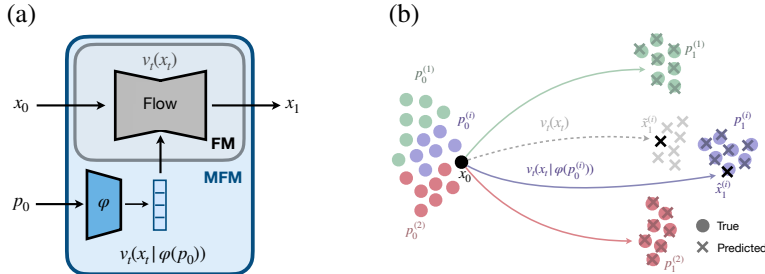 (a)
v_t(x_t)
x_0
Flow
x_1
FM
MFM
p_0
φ
v_t(x_t | φ(p_0))
(b)
p_0^{(1)}
p_1^{(1)}
p_0^{(i)}
v_t(x_t)
x̃_1^{(i)}
p_1^{(i)}
x_0
v_t(x_t | φ(p_0^{(i)}))
x̃_1^{(i)}
p_0^{(2)}
p_1^{(2)}
True
Predicted